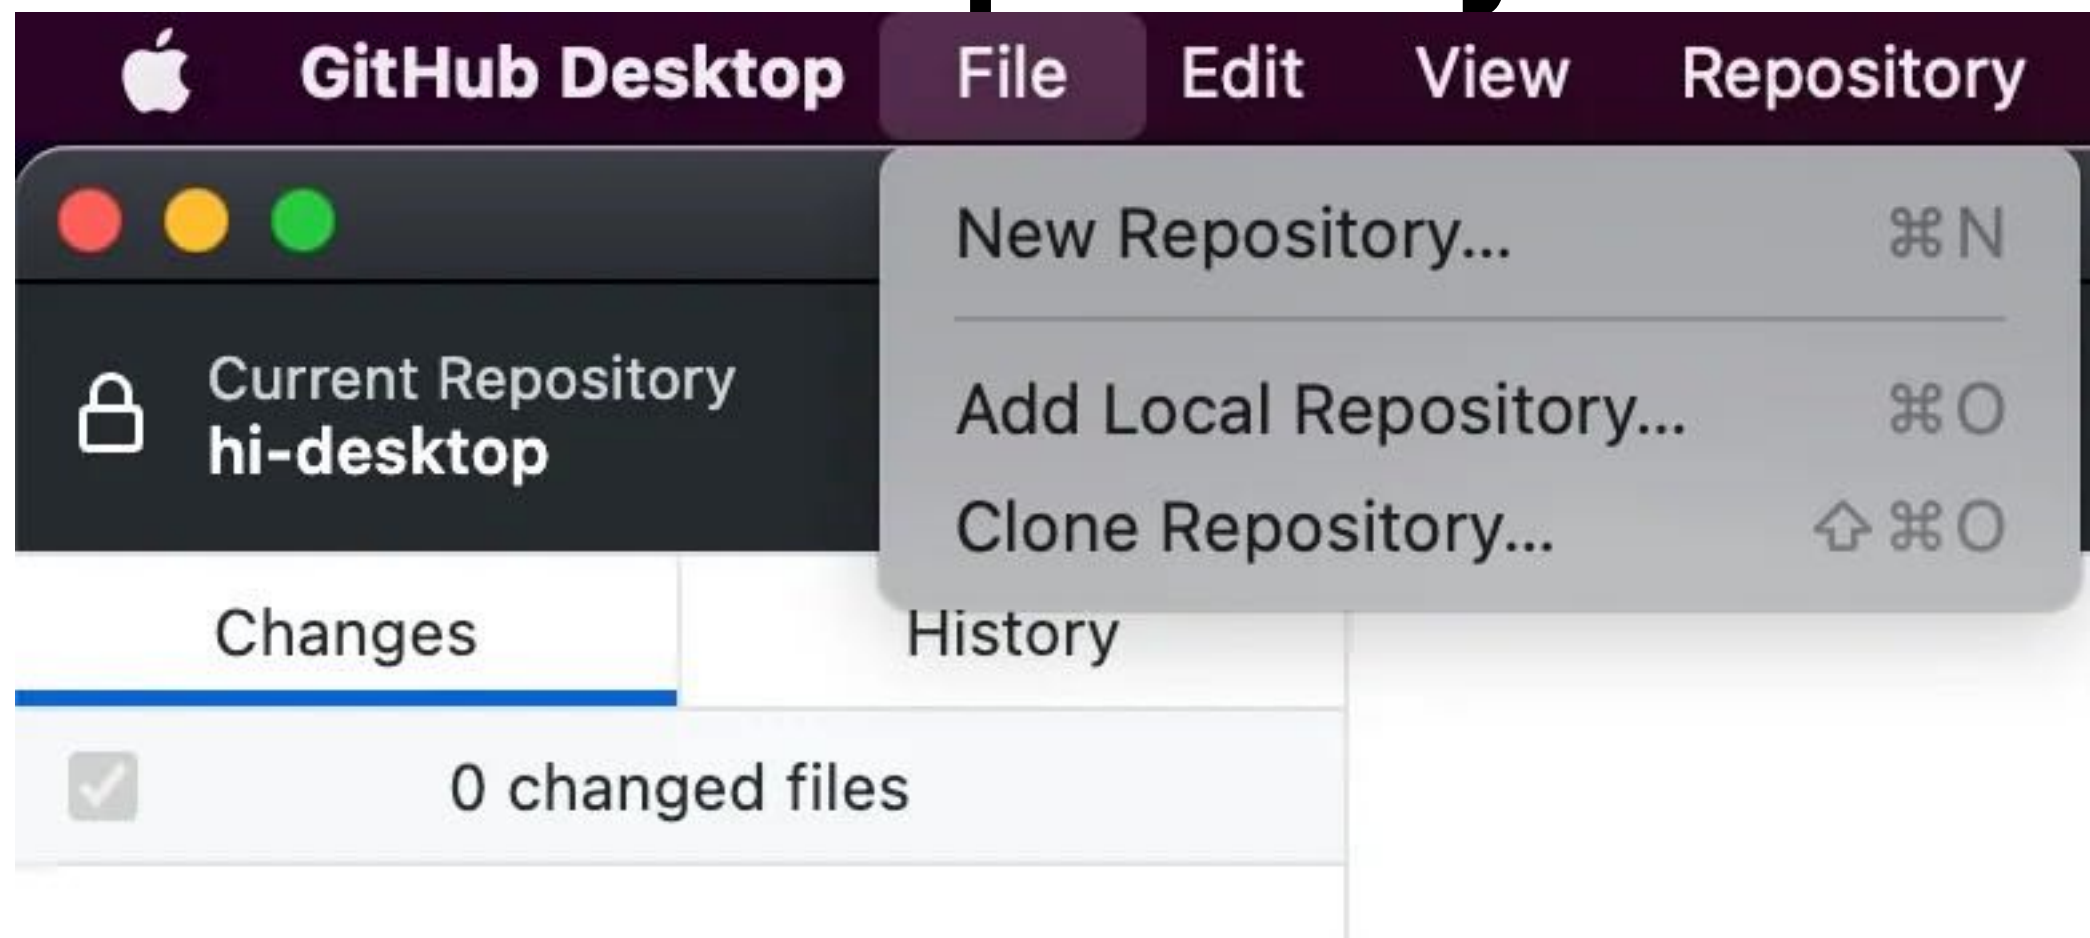 GitHub Desktop File Edit View Repository
New Repository... ⌘N
Current Repository
hi-desktop
Add Local Repository... ⌘O
Clone Repository... ⇧⌘O
Changes History
0 changed files